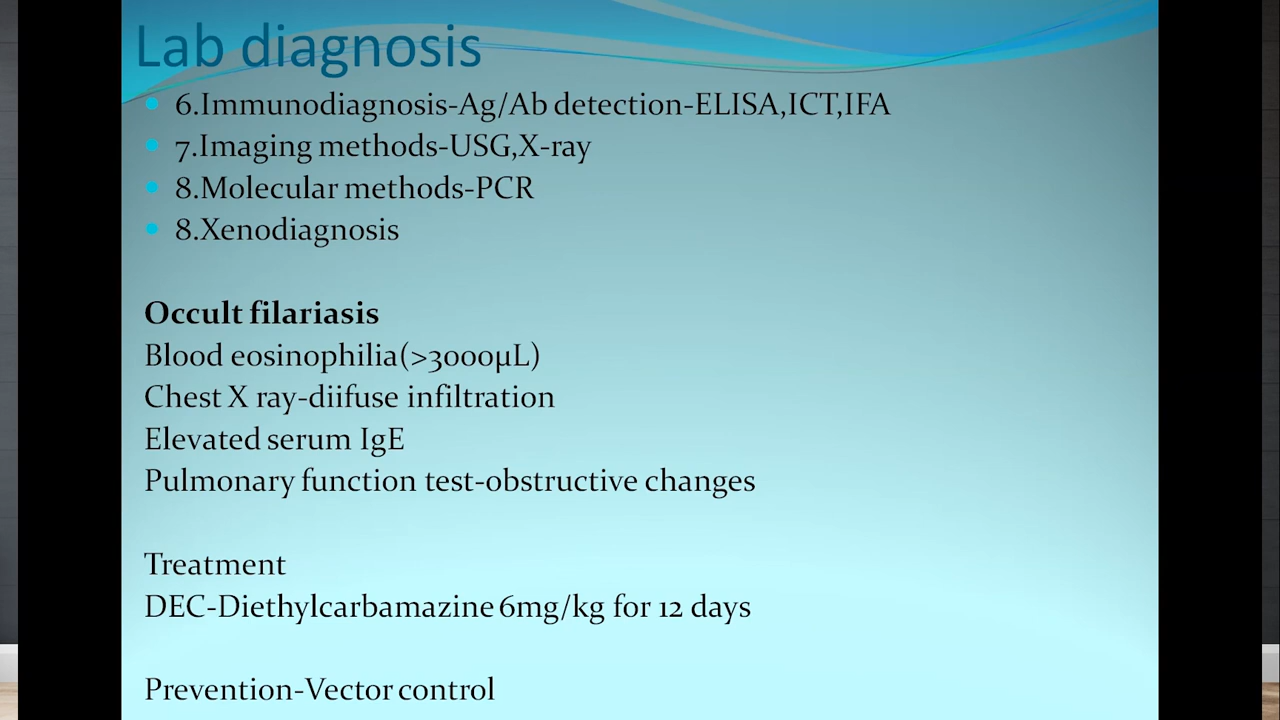 Lab diagnosis
6.Immunodiagnosis-Ag/Ab detection-ELISA,ICT,IFA
7.Imaging methods-USG,X-ray
8.Molecular methods-PCR
8.Xenodiagnosis
Occult filariasis
Blood eosinophilia(>3000µL)
Chest X ray-diifuse infiltration
Elevated serum IgE
Pulmonary function test-obstructive changes
Treatment
DEC-Diethylcarbamazine 6mg/kg for 12 days
Prevention-Vector control